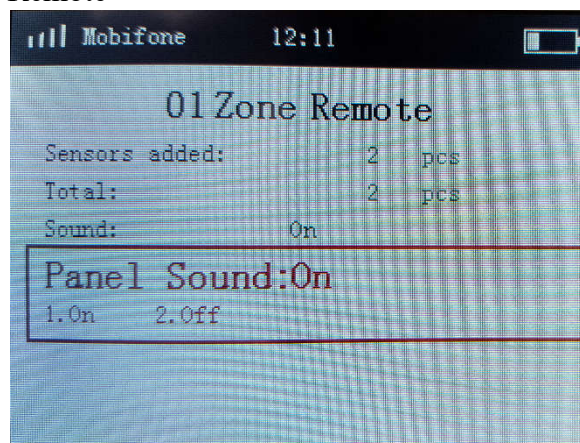 Mobifone 12:11
01 Zone Remote
Sensors added: 2 pcs
Total: 2 pcs
Sound: On
Panel Sound:On
1.On 2.Off